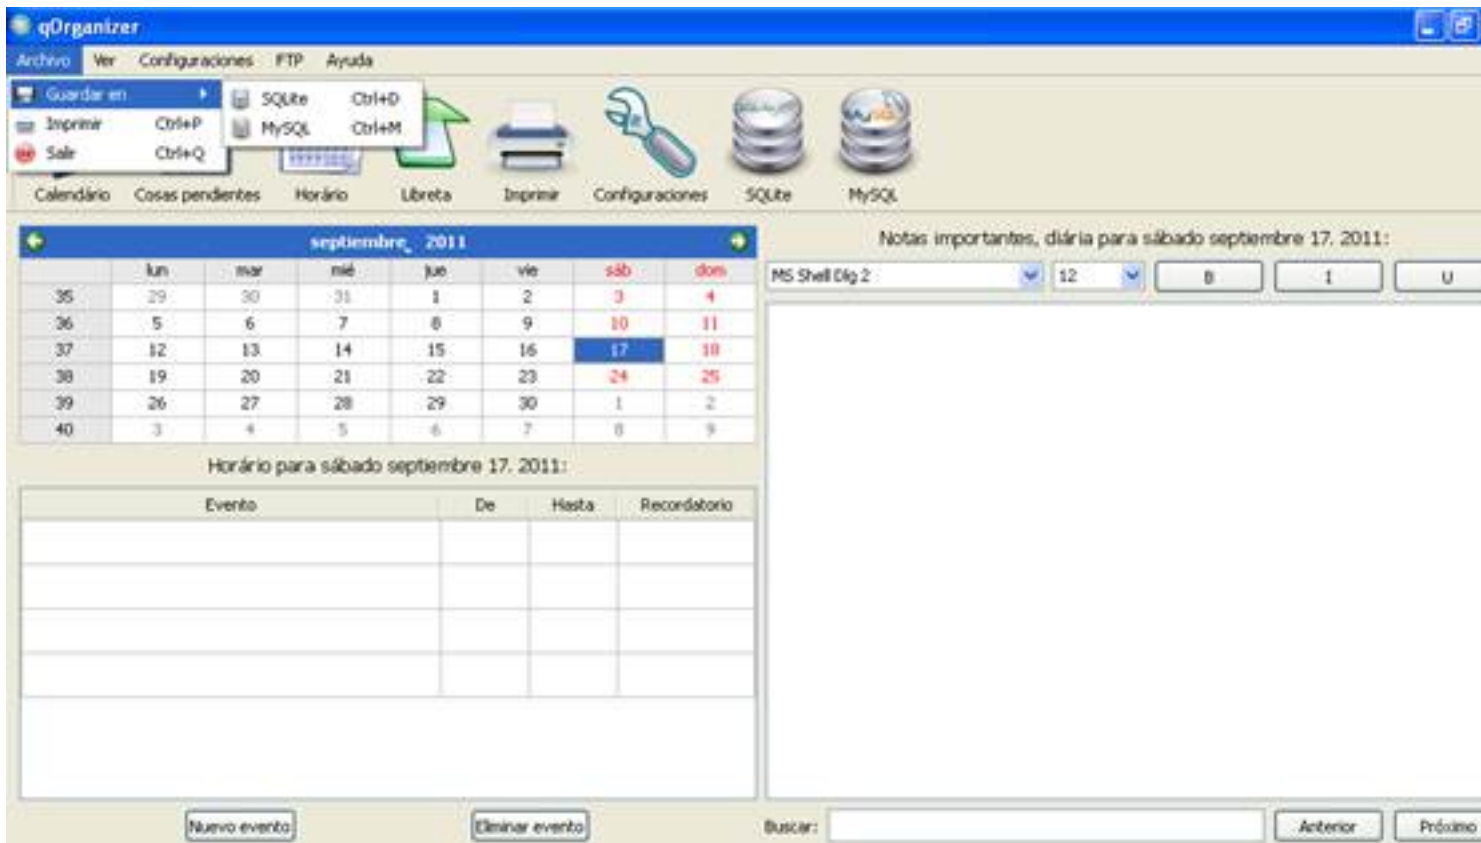 qOrganizer
Archivo Ver Configuraciones FTP Ayuda
Guardar en
Imprimir Ctrl+P
Salir Ctrl+Q
SQLite Ctrl+D
MySQL Ctrl+M
Calendário Cosas pendientes Horário Libreta Imprimir Configuraciones SQLite MySQL
septiembre, 2011
lun mar mié jue vie sáb dom
35 29 30 31 1 2 3 4
36 5 6 7 8 9 10 11
37 12 13 14 15 16 17 18
38 19 20 21 22 23 24 25
39 26 27 28 29 30 1 2
40 3 4 5 6 7 8 9
Horário para sábado septiembre 17. 2011:
Evento De Hasta Recordatorio
Nuevo evento Eliminar evento
Notas importantes, diária para sábado septiembre 17. 2011:
MS Shell Dlg 2 12 B I U
Buscar: Anterior Próximo